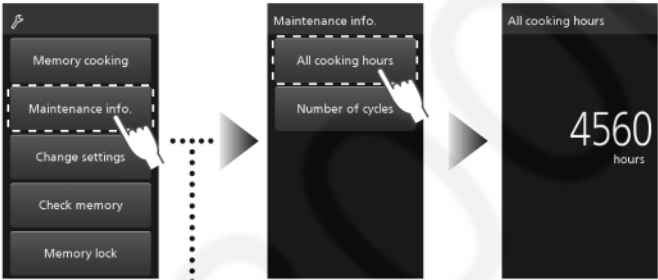 Memory cooking
Maintenance info.
Change settings
Check memory
Memory lock
Maintenance info.
All cooking hours
Number of cycles
All cooking hours
4560
hours